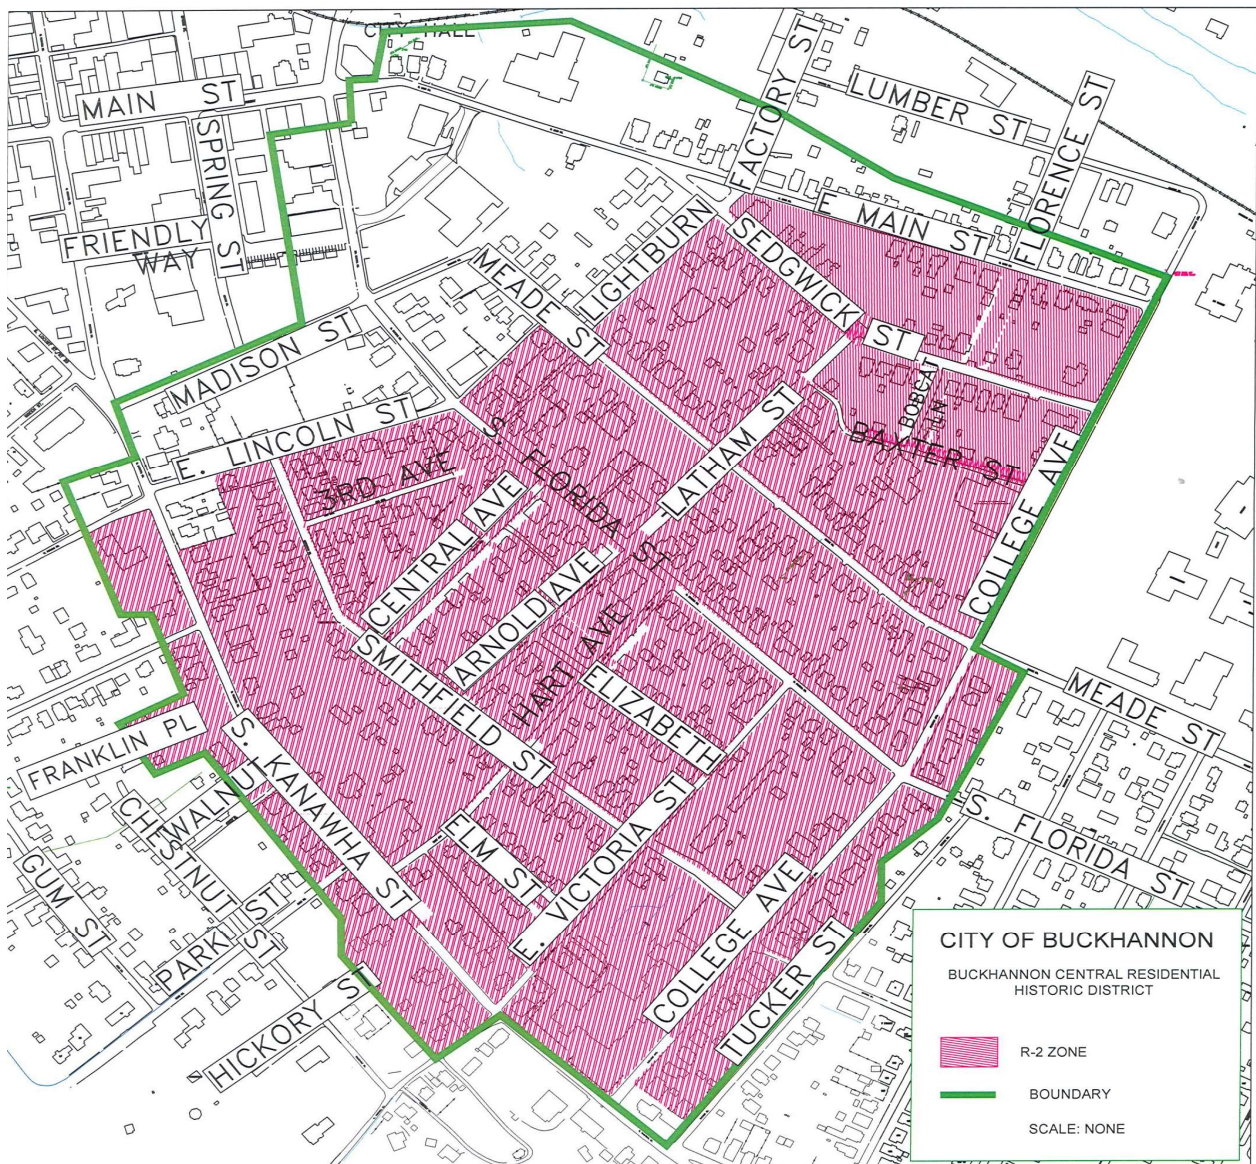 CITY HALL
MAIN ST
SPRING ST
FACTORY ST
LUMBER ST
FLORENCE ST
FRIENDLY
WAY
E MAIN ST
LIGHTBURN
SEDGWICK
ST
MEADE ST
MADISON ST
BOBCAT
LN
BAXTER ST
E. LINCOLN ST
3RD AVE
S. FLORIDA ST
LATHAM ST
CENTRAL AVE
ARNOLD AVE
COLLEGE AVE
HART AVE
SMITHFIELD ST
ELIZABETH
MEADE ST
FRANKLIN PL
S. KANAWHA ST
WALNUT
CHESTNUT ST
GUM ST
PARK ST
ELM ST
E. VICTORIA ST
S. FLORIDA ST
COLLEGE AVE
TUCKER ST
HICKORY ST
CITY OF BUCKHANNON
BUCKHANNON CENTRAL RESIDENTIAL
HISTORIC DISTRICT
R-2 ZONE
BOUNDARY
SCALE: NONE